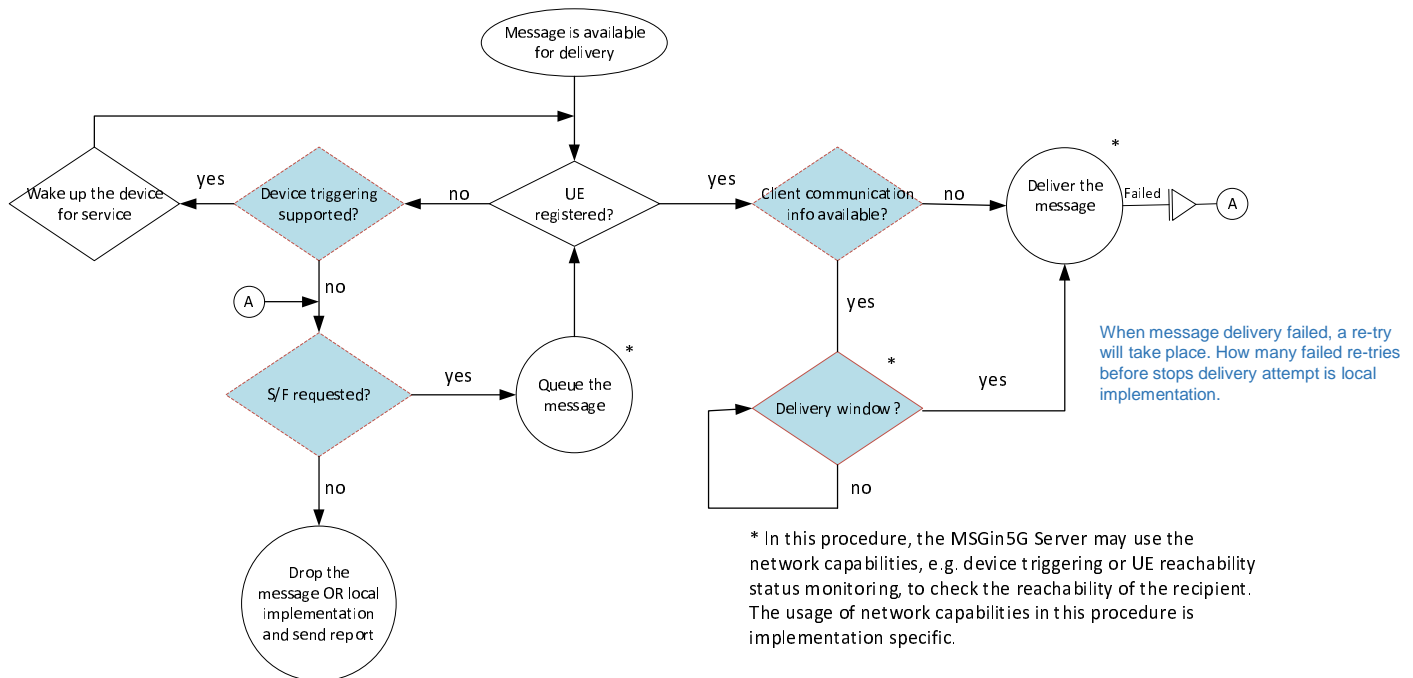 Message is available
for delivery
Wake up the device
for service
yes
Device triggering
supported?
no
UE
registered?
yes
Client communication
info available?
no
Deliver the
message
*
Failed
A
no
A
yes
S/F requested?
yes
Queue the
message
*
Delivery window?
*
yes
no
When message delivery failed, a re-try
will take place. How many failed re-tries
before stops delivery attempt is local
implementation.
no
Drop the
message OR local
implementation
and send report
* In this procedure, the MSGin5G Server may use the
network capabilities, e.g. device triggering or UE reachability
status monitoring, to check the reachability of the recipient.
The usage of network capabilities in this procedure is
implementation specific.